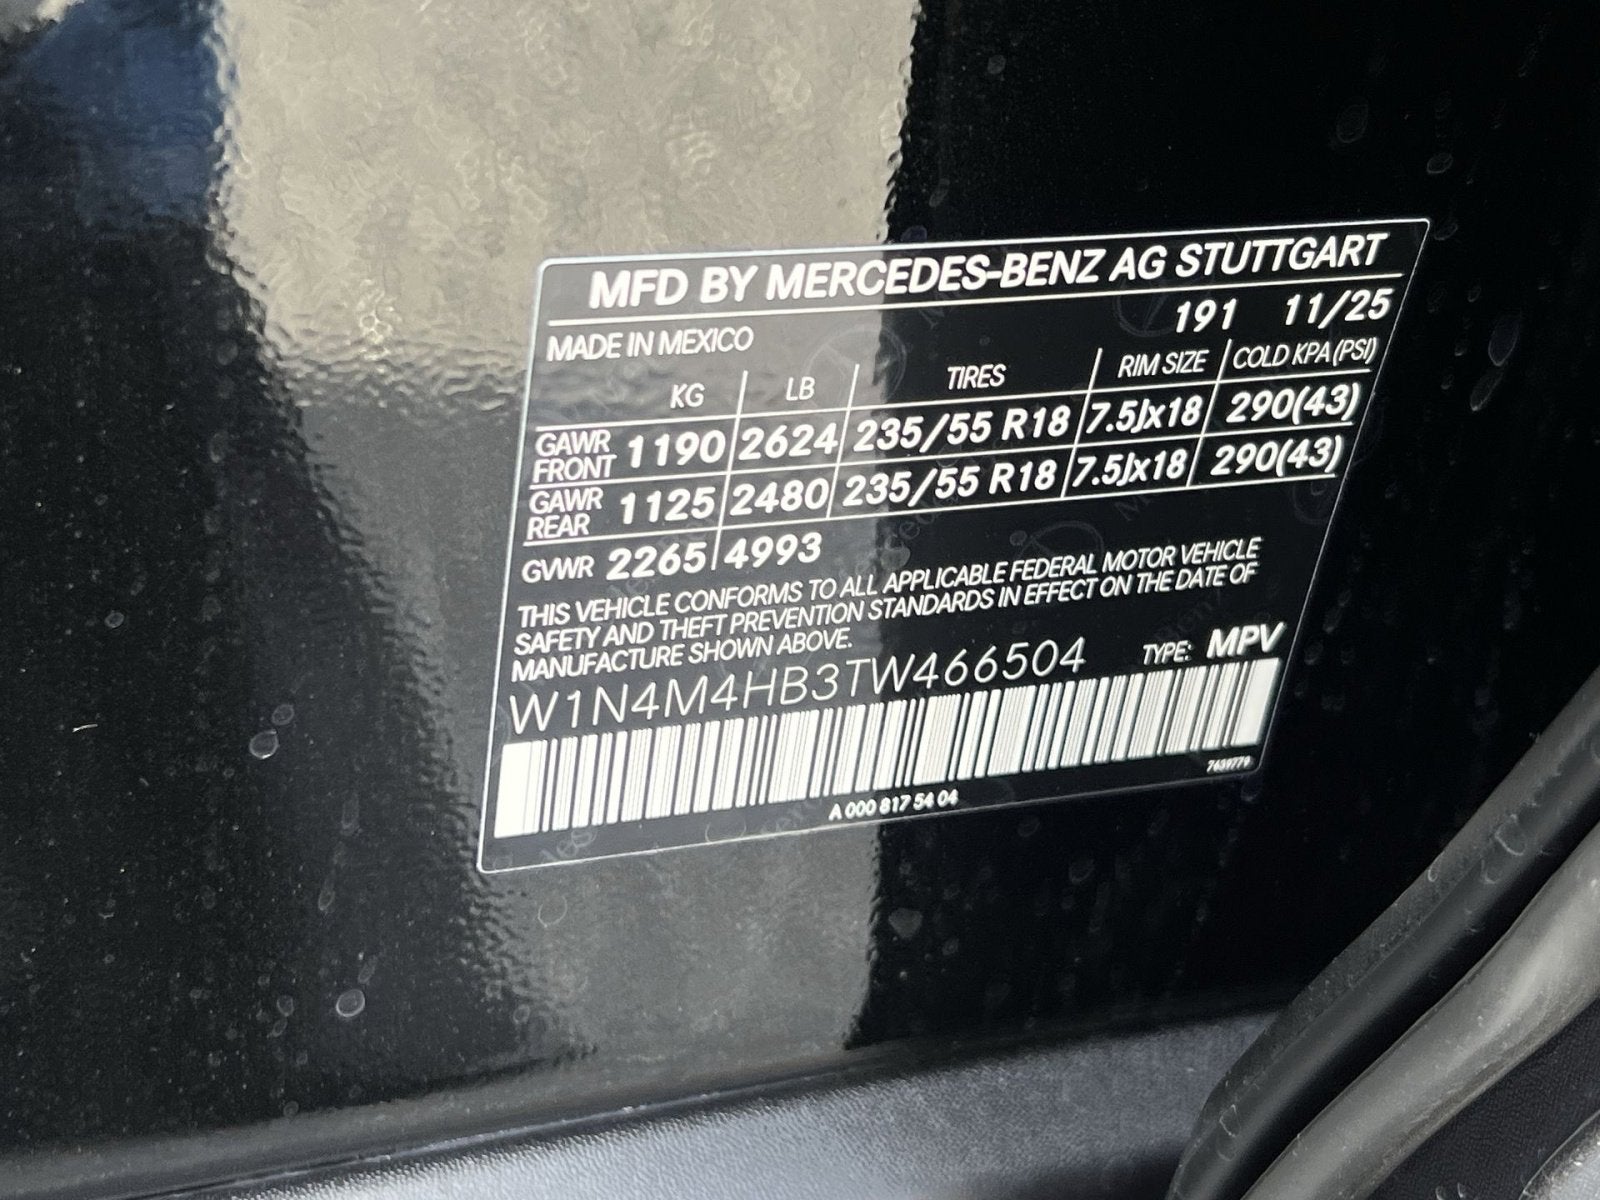 MFD BY MERCEDES-BENZ AG STUTTGART
MADE IN MEXICO 191 11/25
KG LB TIRES RIM SIZE COLD KPA (PSI)
GAWR FRONT 1190 2624 235/55 R18 7.5Jx18 290(43)
GAWR REAR 1125 2480 235/55 R18 7.5Jx18 290(43)
GVWR 2265 4993
THIS VEHICLE CONFORMS TO ALL APPLICABLE FEDERAL MOTOR VEHICLE
SAFETY AND THEFT PREVENTION STANDARDS IN EFFECT ON THE DATE OF
MANUFACTURE SHOWN ABOVE.
W1N4M4HB3TW466504 TYPE: MPV
7439779
A 000 817 54 04